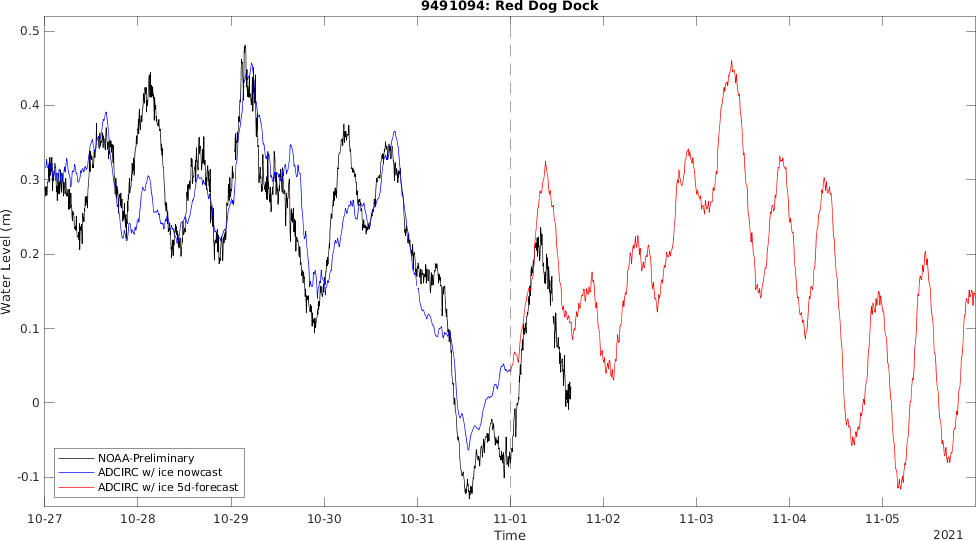 9491094: Red Dog Dock
Water Level (m)
0.5
0.4
0.3
0.2
0.1
0
-0.1
NOAA-Preliminary
ADCIRC w/ ice nowcast
ADCIRC w/ ice 5d-forecast
10-27 10-28 10-29 10-30 10-31 11-01 11-02 11-03 11-04 11-05
Time
2021